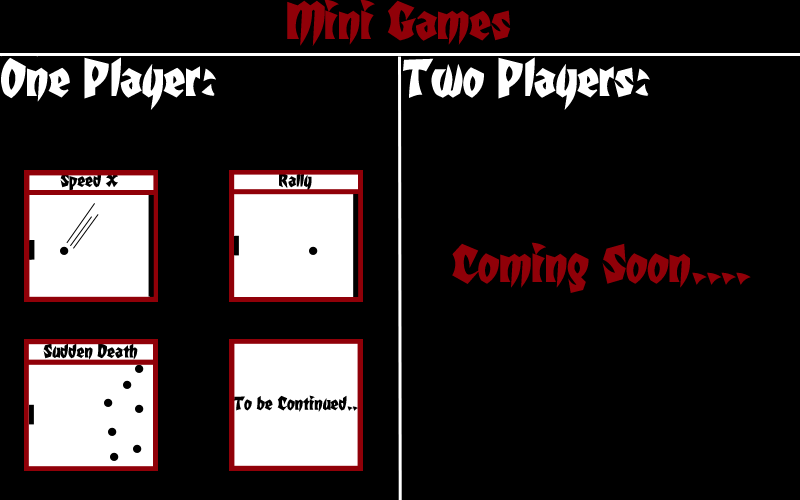 Mini Games
One Player:
Two Players:
Speed X
Rally
Coming Soon....
Sudden Death
To be Continued..